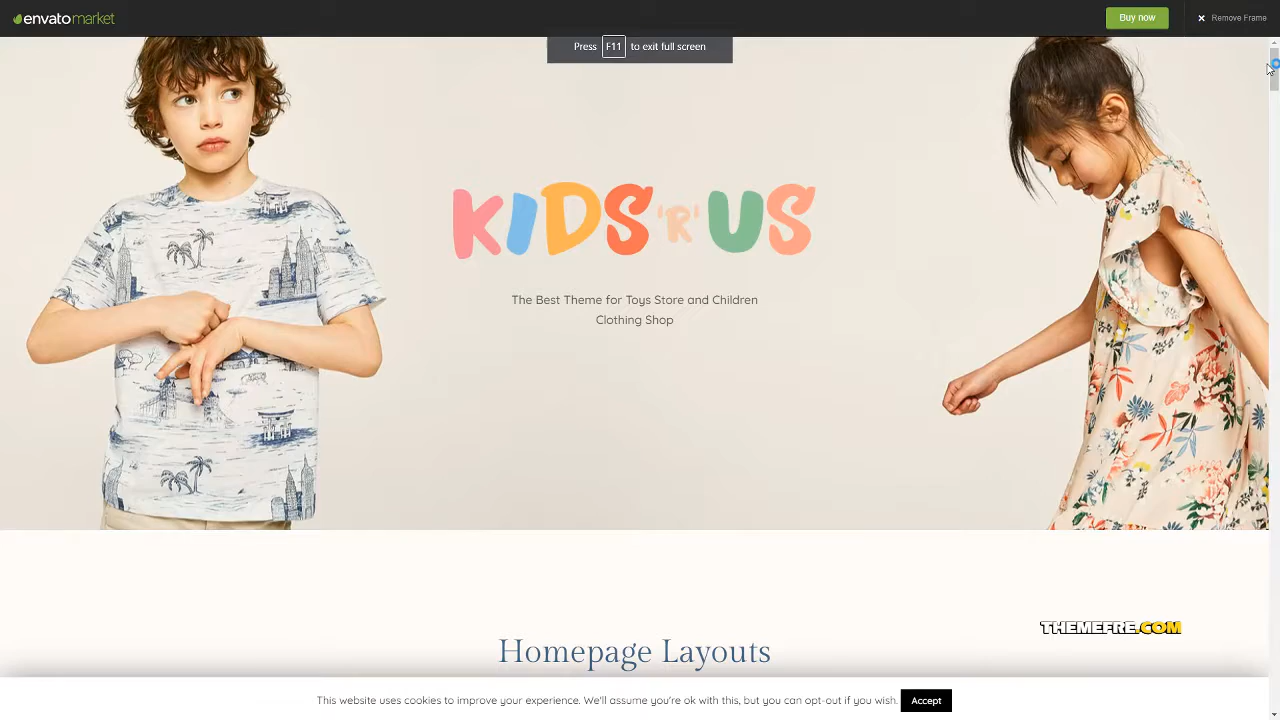 envatomarket
Buy now
✕ Remove Frame
Press F11 to exit full screen
KIDS 'R' US
The Best Theme for Toys Store and Children
Clothing Shop
THEMEFRE.COM
Homepage Layouts
This website uses cookies to improve your experience. We'll assume you're ok with this, but you can opt-out if you wish. Accept